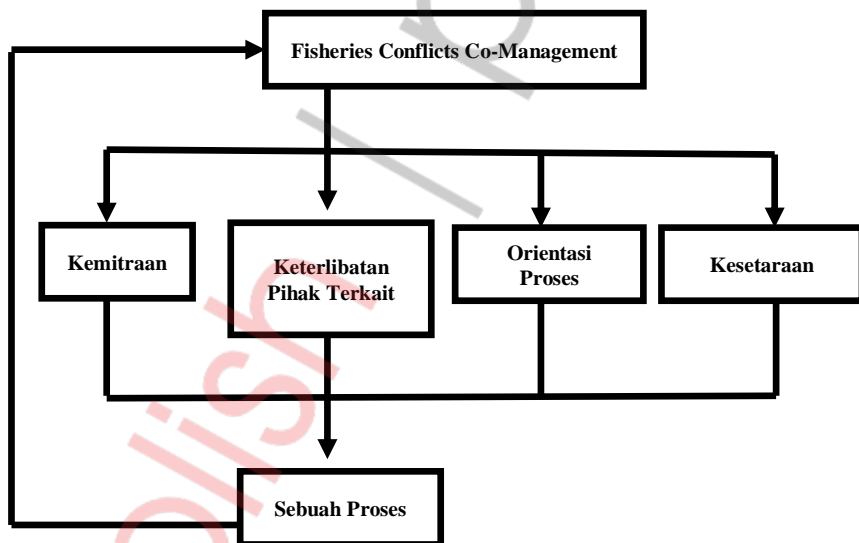 Fisheries Conflicts Co-Management
Kemitraan
Keterlibatan
Pihak Terkait
Orientasi
Proses
Kesetaraan
Sebuah Proses